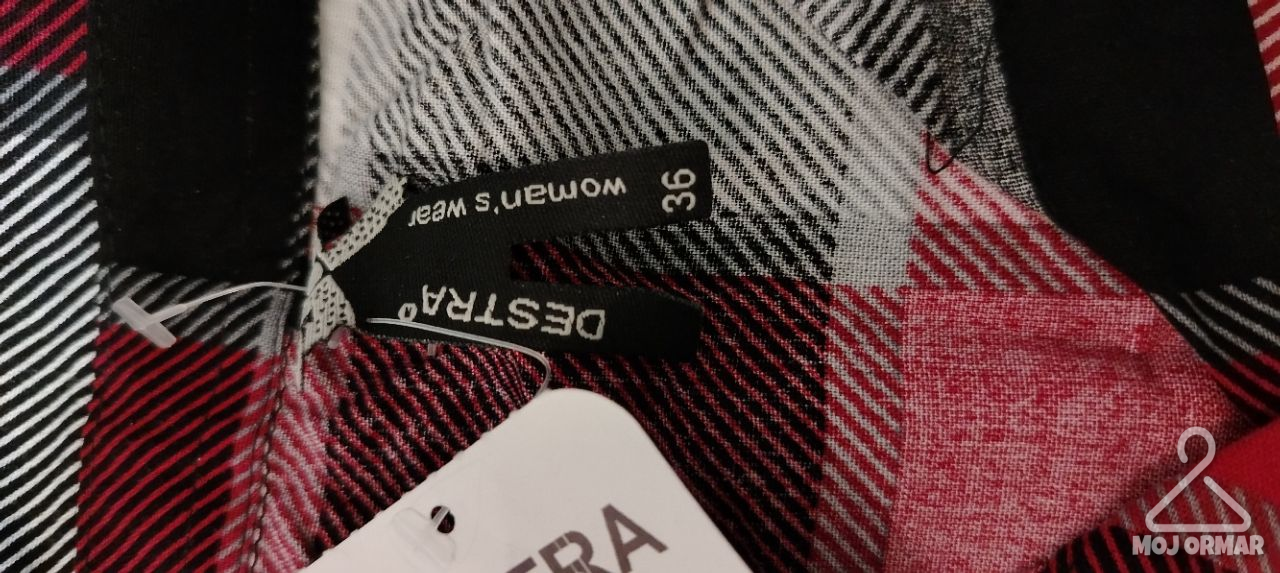 DESTRA®
woman's wear
36
TRA
MOJ ORMAR